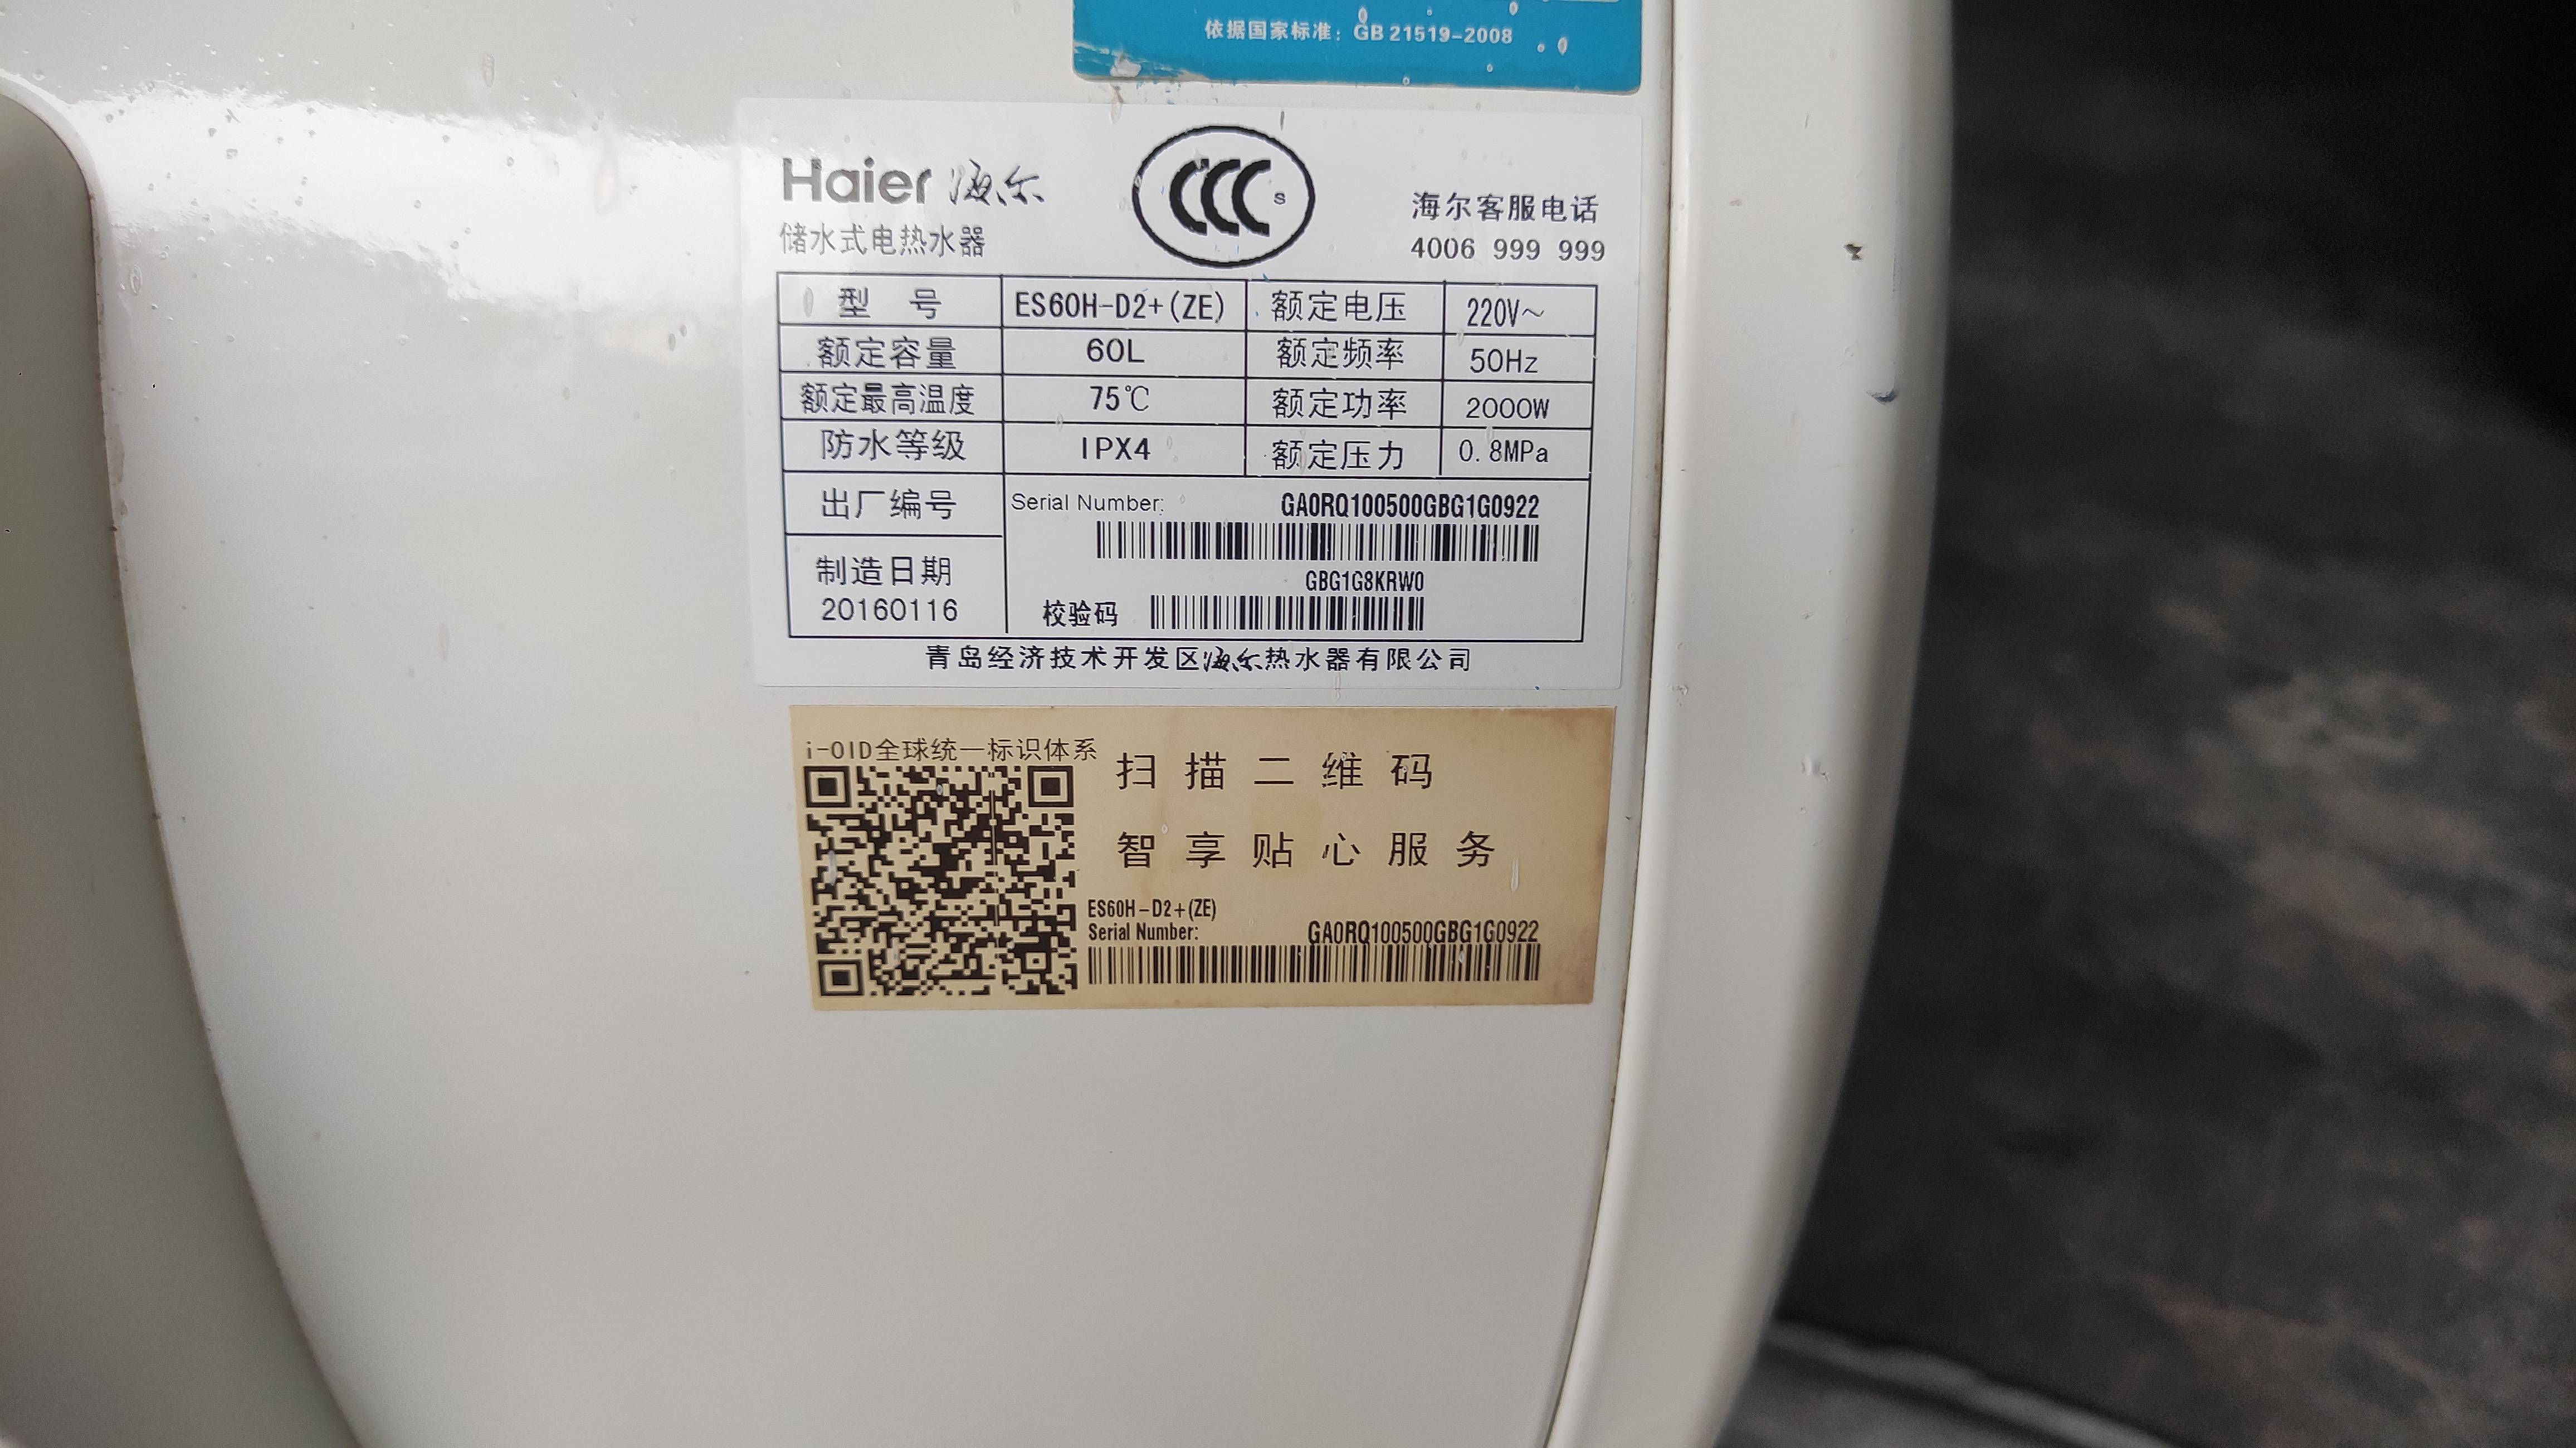 依据国家标准：GB 21519-2008
Haier 海尔
储水式电热水器
CCC S
海尔客服电话
4006 999 999
型 号 ES60H-D2+(ZE) 额定电压 220V~
额定容量 60L 额定频率 50Hz
额定最高温度 75℃ 额定功率 2000W
防水等级 IPX4 额定压力 0.8MPa
出厂编号 Serial Number: GA0RQ100500GBG1G0922
制造日期 GBG1G8KRW0
20160116 校验码
青岛经济技术开发区海尔热水器有限公司
i-OID全球统一标识体系
扫描二维码
智享贴心服务
ES60H-D2+(ZE)
Serial Number: GA0RQ100500GBG1G0922